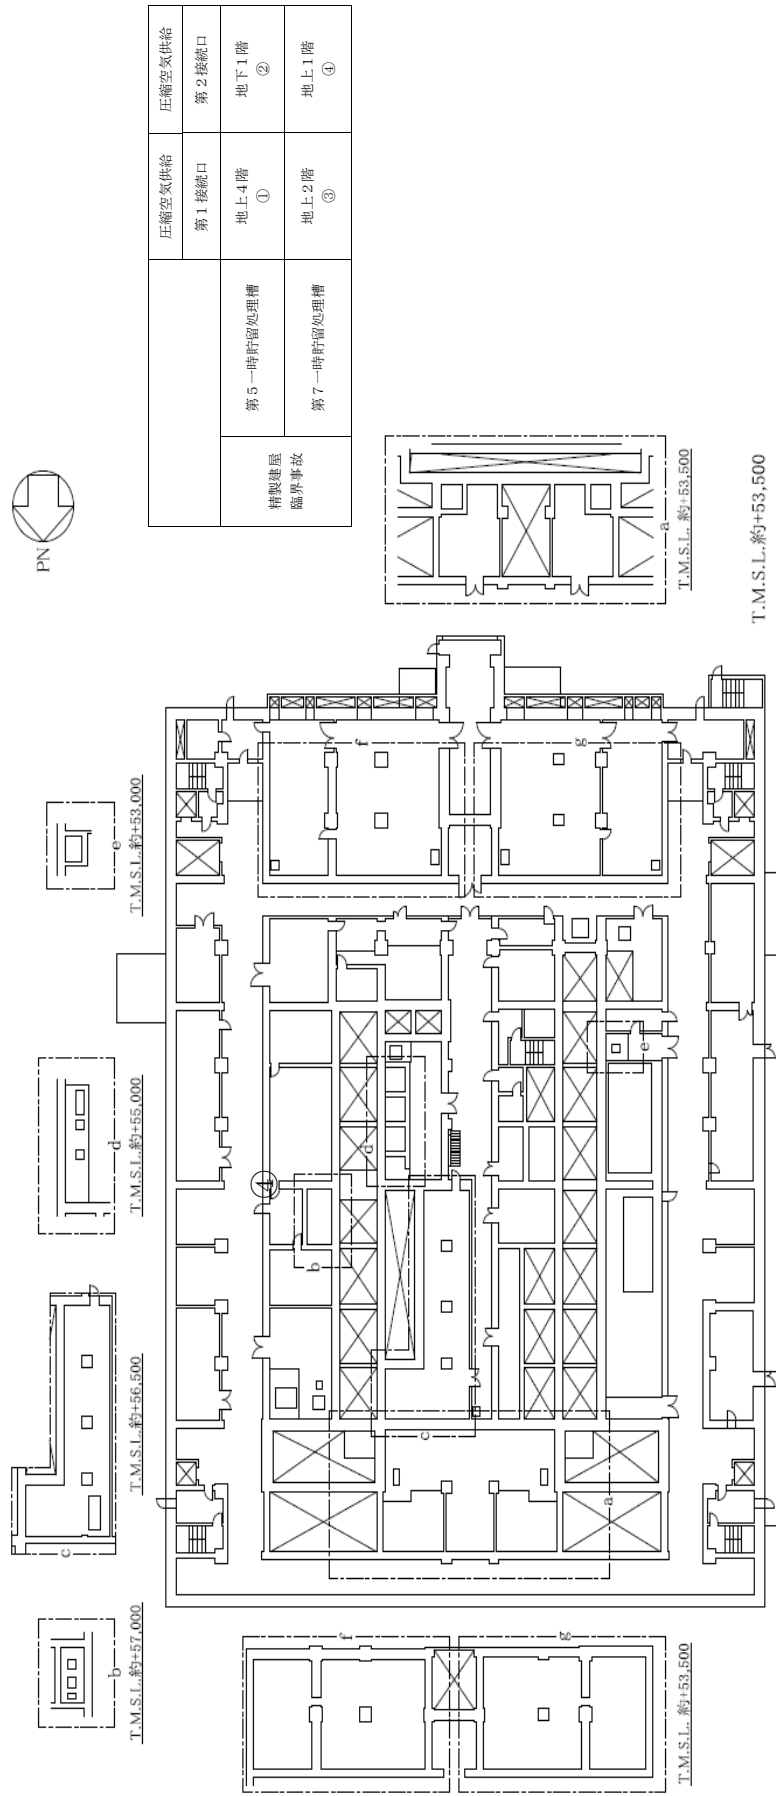 圧縮空気供給
第1接続口
圧縮空気供給
第2接続口
精製建屋
臨界事故
第5一時貯留処理槽
地上4階
①
地下1階
②
第7一時貯留処理槽
地上2階
③
地上1階
④
PN
b
T.M.S.L.約+57,000
c
T.M.S.L.約+56,500
d
T.M.S.L.約+55,000
e
T.M.S.L.約+53,000
④
a
b
c
d
e
f
g
f
g
T.M.S.L. 約+53,500
a
T.M.S.L. 約+53,500
T.M.S.L.約+53,500